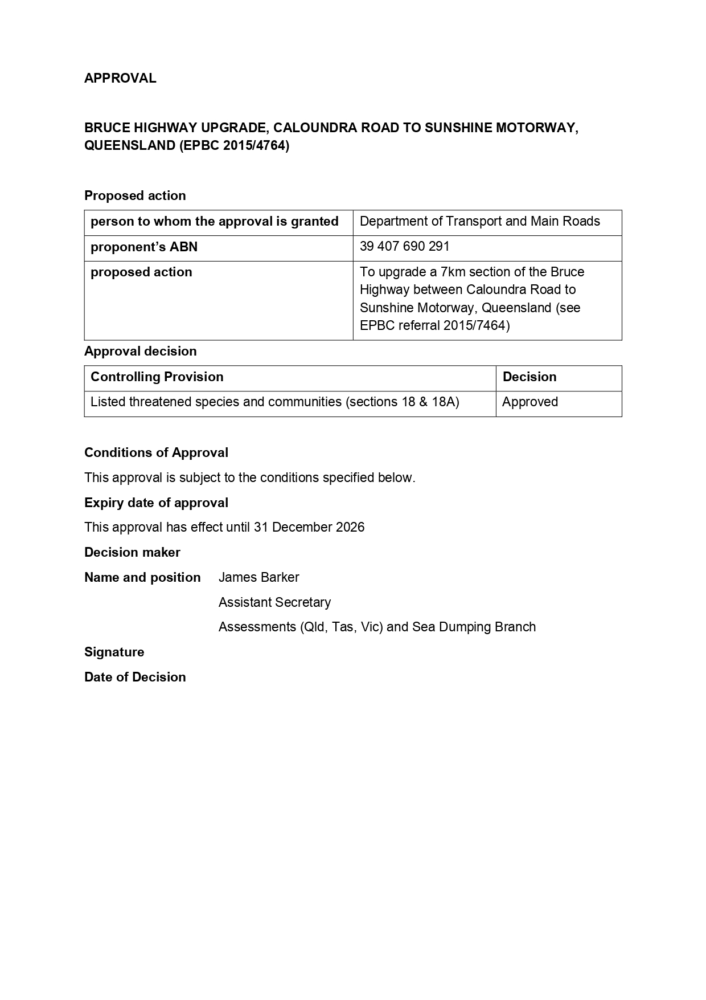 APPROVAL
BRUCE HIGHWAY UPGRADE, CALOUNDRA ROAD TO SUNSHINE MOTORWAY,
QUEENSLAND (EPBC 2015/4764)
Proposed action
person to whom the approval is granted Department of Transport and Main Roads
proponent’s ABN 39 407 690 291
proposed action To upgrade a 7km section of the Bruce
Highway between Caloundra Road to
Sunshine Motorway, Queensland (see
EPBC referral 2015/7464)
Approval decision
Controlling Provision Decision
Listed threatened species and communities (sections 18 & 18A) Approved
Conditions of Approval
This approval is subject to the conditions specified below.
Expiry date of approval
This approval has effect until 31 December 2026
Decision maker
Name and position James Barker
Assistant Secretary
Assessments (Qld, Tas, Vic) and Sea Dumping Branch
Signature
Date of Decision